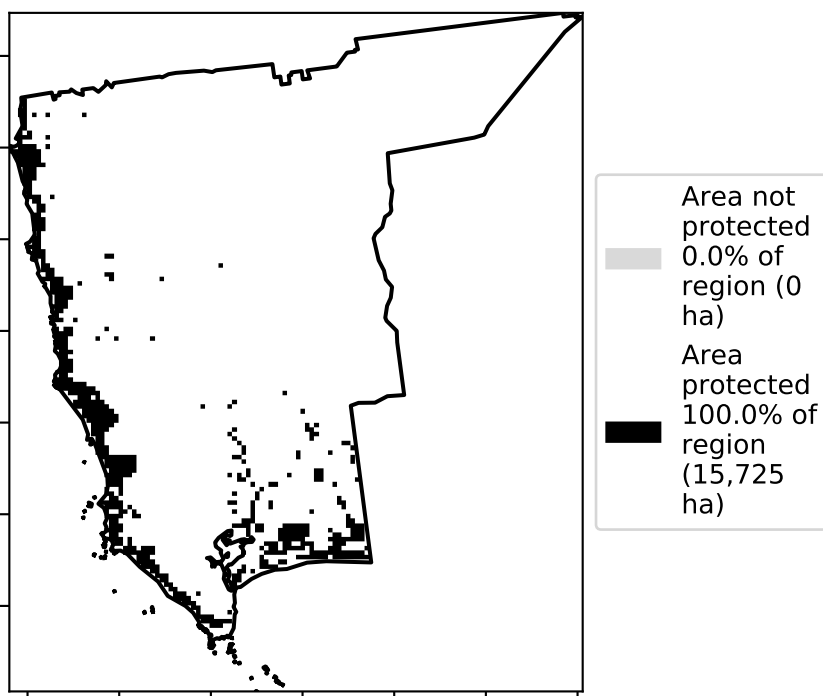 Area not
protected
0.0% of
region (0
ha)
Area
protected
100.0% of
region
(15,725
ha)